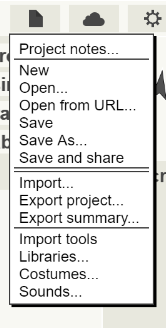 Project notes...
New
Open...
Open from URL...
Save
Save As...
Save and share
Import...
Export project...
Export summary...
Import tools
Libraries...
Costumes...
Sounds...